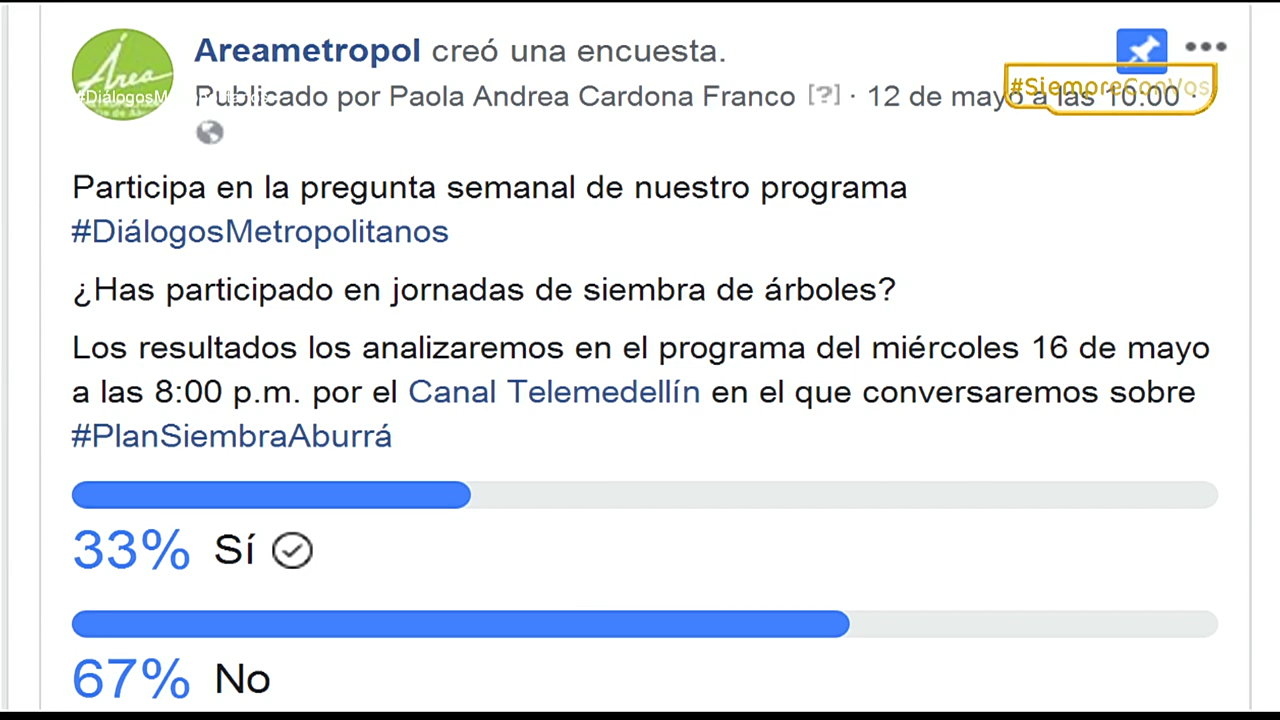 Areametropol creó una encuesta.
Publicado por Paola Andrea Cardona Franco [?] · 12 de mayo a las 10:00 ·
#SiempreConVos
Área
Participa en la pregunta semanal de nuestro programa
#DiálogosMetropolitanos
¿Has participado en jornadas de siembra de árboles?
Los resultados los analizaremos en el programa del miércoles 16 de mayo
a las 8:00 p.m. por el Canal Telemedellín en el que conversaremos sobre
#PlanSiembraAburrá
33% Sí
67% No